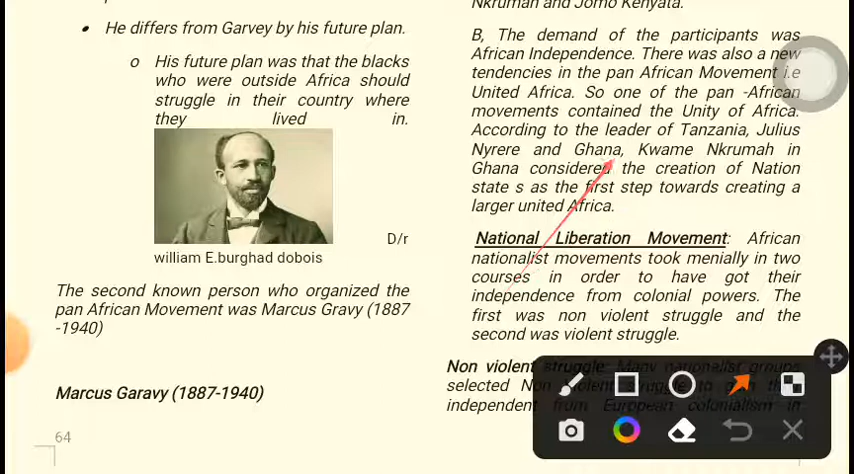 He differs from Garvey by his future plan.
o His future plan was that the blacks
who were outside Africa should
struggle in their country where
they lived in.
D/r
william E.burghad dobois
The second known person who organized the
pan African Movement was Marcus Gravy (1887
-1940)
Marcus Garavy (1887-1940)
64
Nkrumah and Jomo Kenyata.
B, The demand of the participants was
African Independence. There was also a new
tendencies in the pan African Movement i.e
United Africa. So one of the pan -African
movements contained the Unity of Africa.
According to the leader of Tanzania, Julius
Nyrere and Ghana, Kwame Nkrumah in
Ghana considered the creation of Nation
state s as the first step towards creating a
larger united Africa.
National Liberation Movement: African
nationalist movements took menially in two
courses in order to have got their
independence from colonial powers. The
first was non violent struggle and the
second was violent struggle.
Non violent struggle: Many nationalist groups
selected Non violent struggle to
independent from European colonialism in